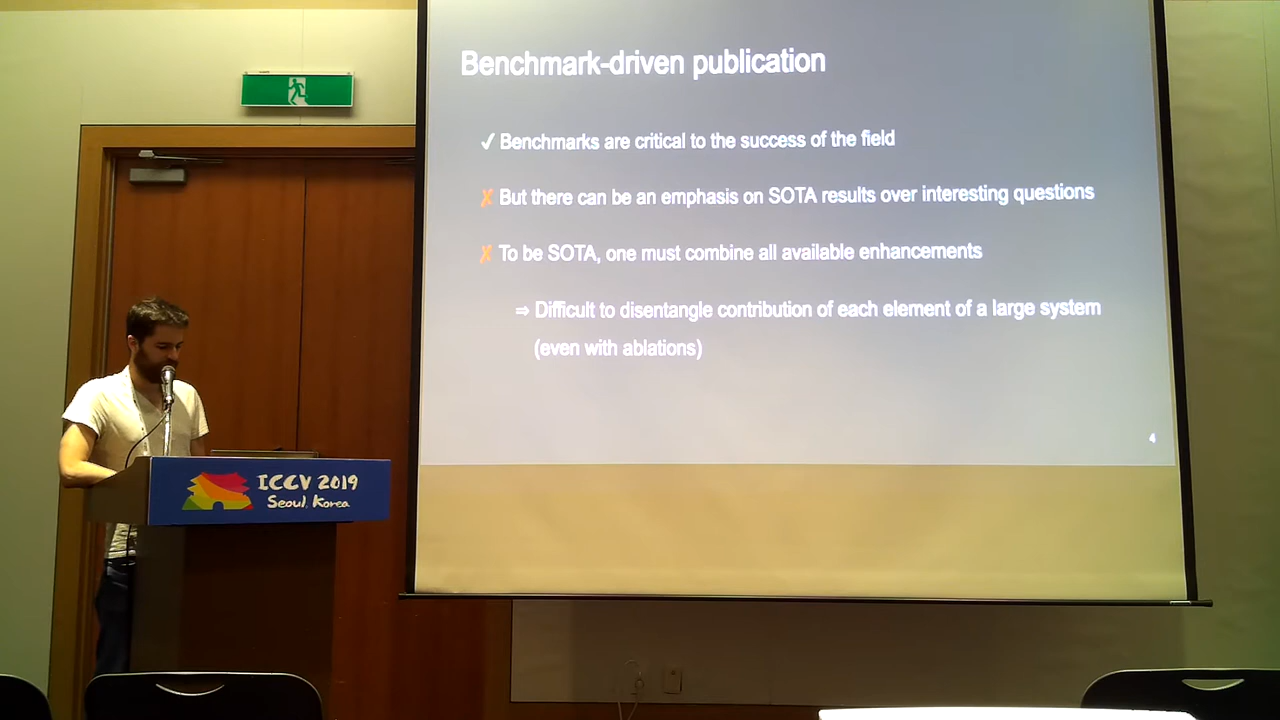 Benchmark-driven publication
✓ Benchmarks are critical to the success of the field
✗ But there can be an emphasis on SOTA results over interesting questions
✗ To be SOTA, one must combine all available enhancements
⇒ Difficult to disentangle contribution of each element of a large system
(even with ablations)
4
ICCV 2019
Seoul, Korea